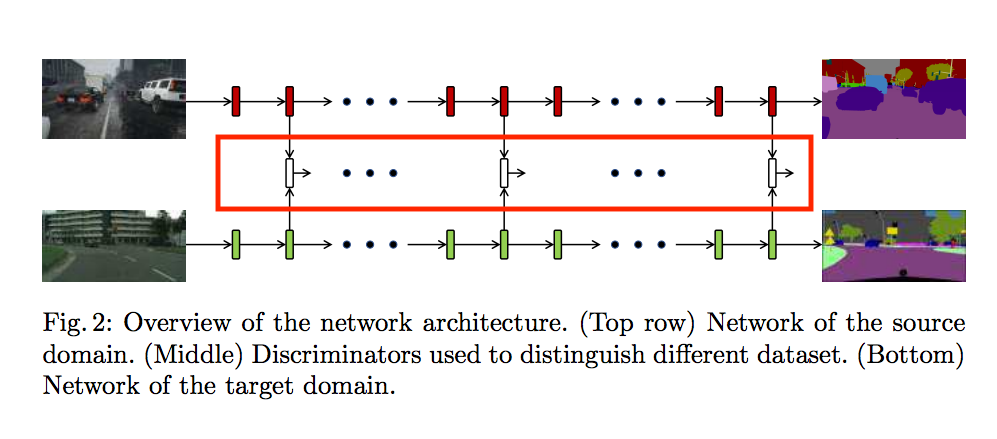 Fig. 2: Overview of the network architecture. (Top row) Network of the source
domain. (Middle) Discriminators used to distinguish different dataset. (Bottom)
Network of the target domain.